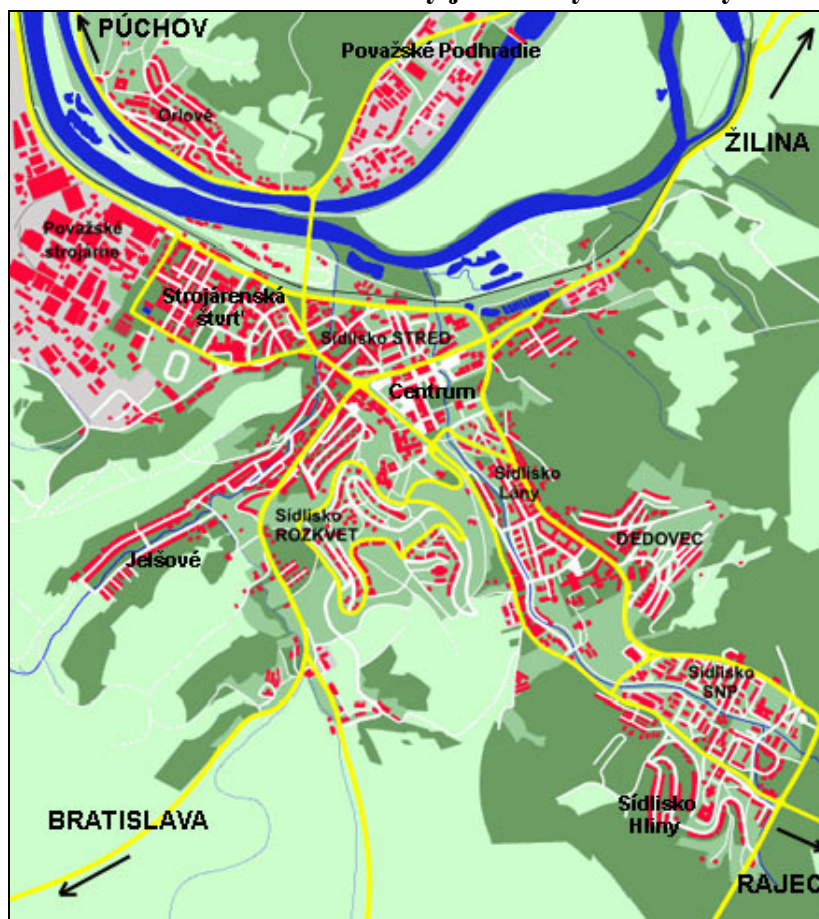 PÚCHOV
Považské Podhradie
Orlové
ŽILINA
Považské
strojárne
Strojárenská
štvrť
Sídlisko STRED
Centrum
Sídlisko
Lány
Sídlisko
ROZKVET
DEDOVEC
Jelšové
Sídlisko
SNP
Sídlisko
Hliny
BRATISLAVA
RAJEC